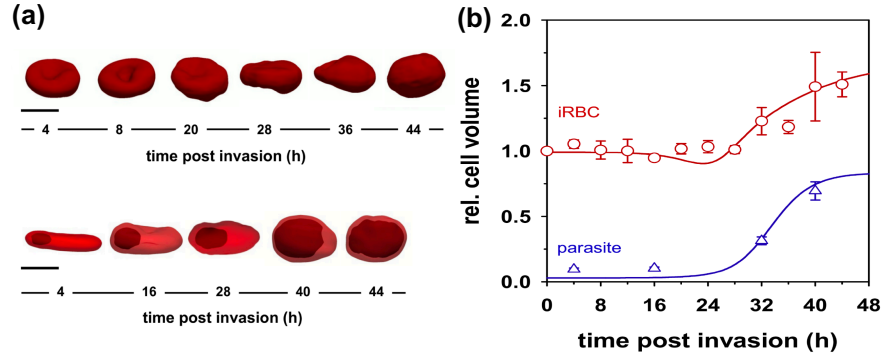 (a)
4 8 20 28 36 44
time post invasion (h)
4 16 28 40 44
time post invasion (h)
(b)
rel. cell volume
2.0
1.5
1.0
0.5
0.0
iRBC
parasite
0 8 16 24 32 40 48
time post invasion (h)